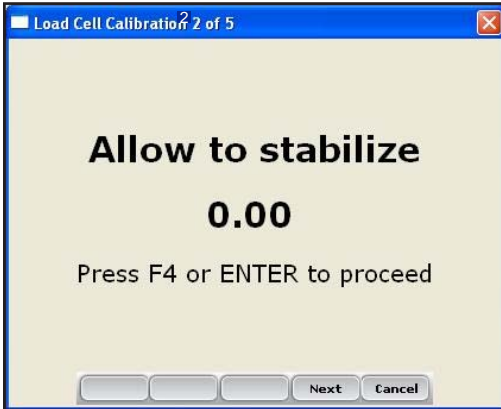 Load Cell Calibration 2 of 5
2
Allow to stabilize
0.00
Press F4 or ENTER to proceed
Next Cancel